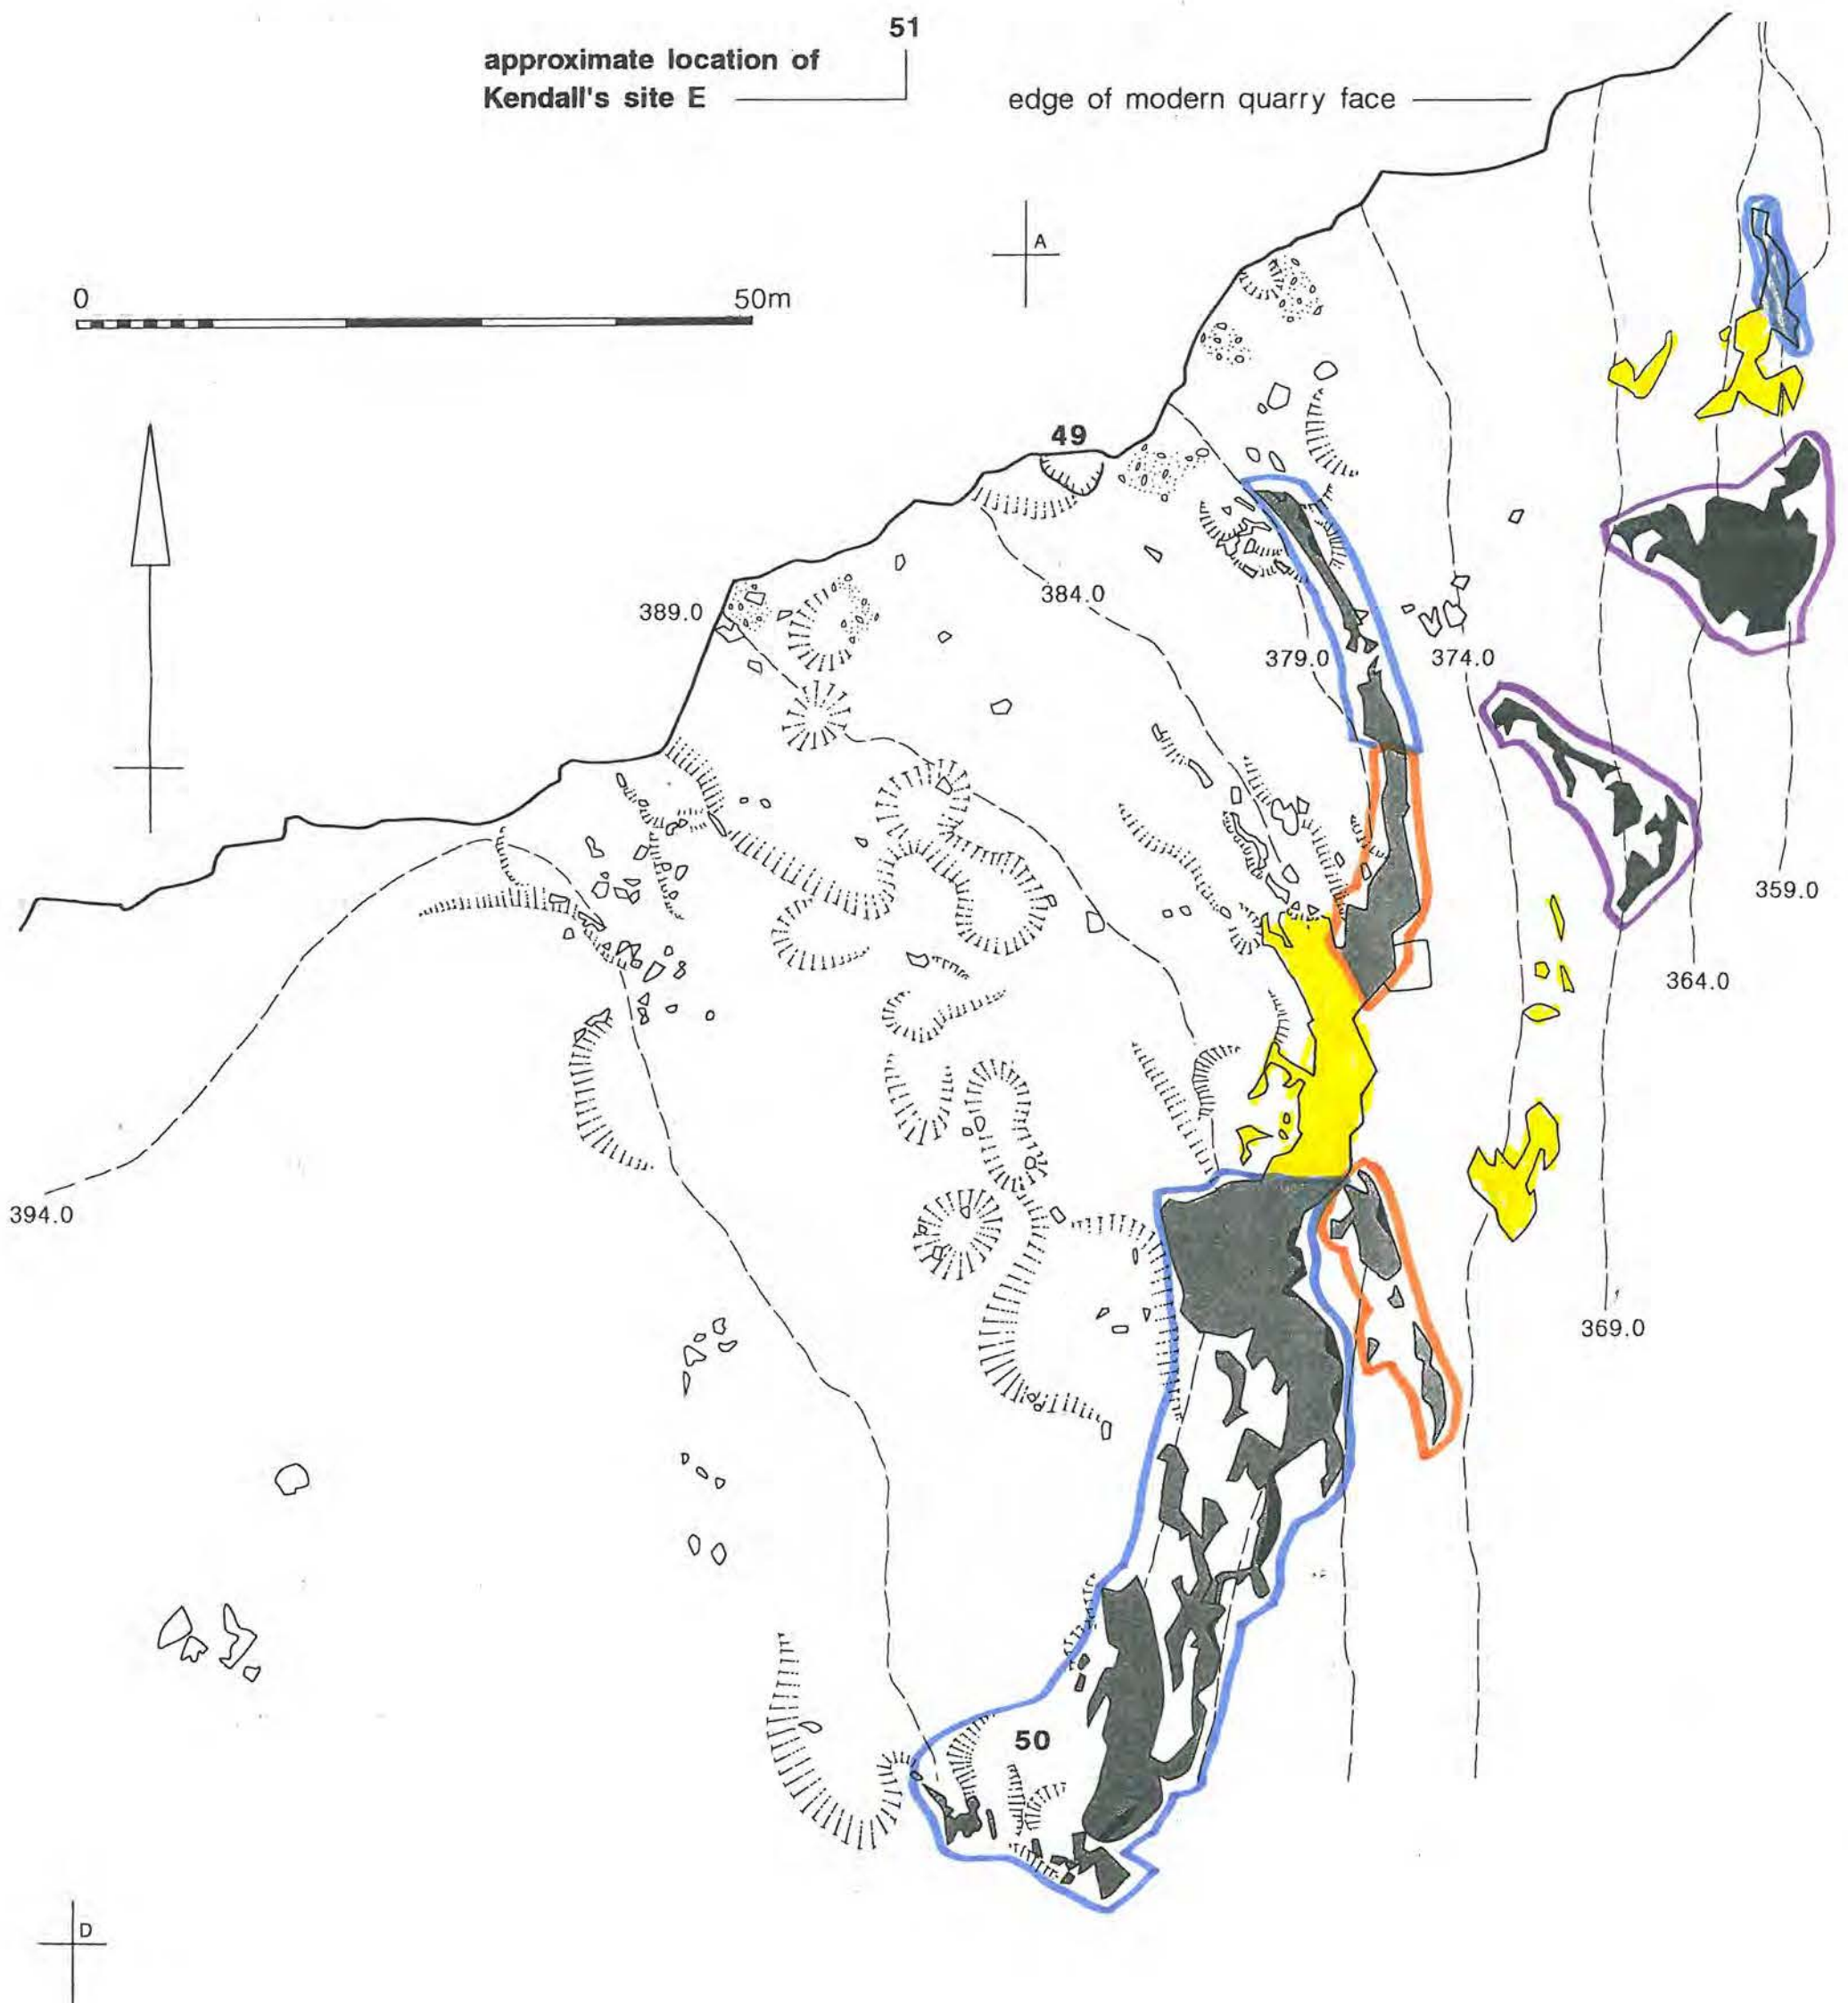 51
approximate location of
Kendall's site E
edge of modern quarry face
A
0
50m
49
389.0
384.0
379.0
374.0
359.0
364.0
394.0
369.0
50
D